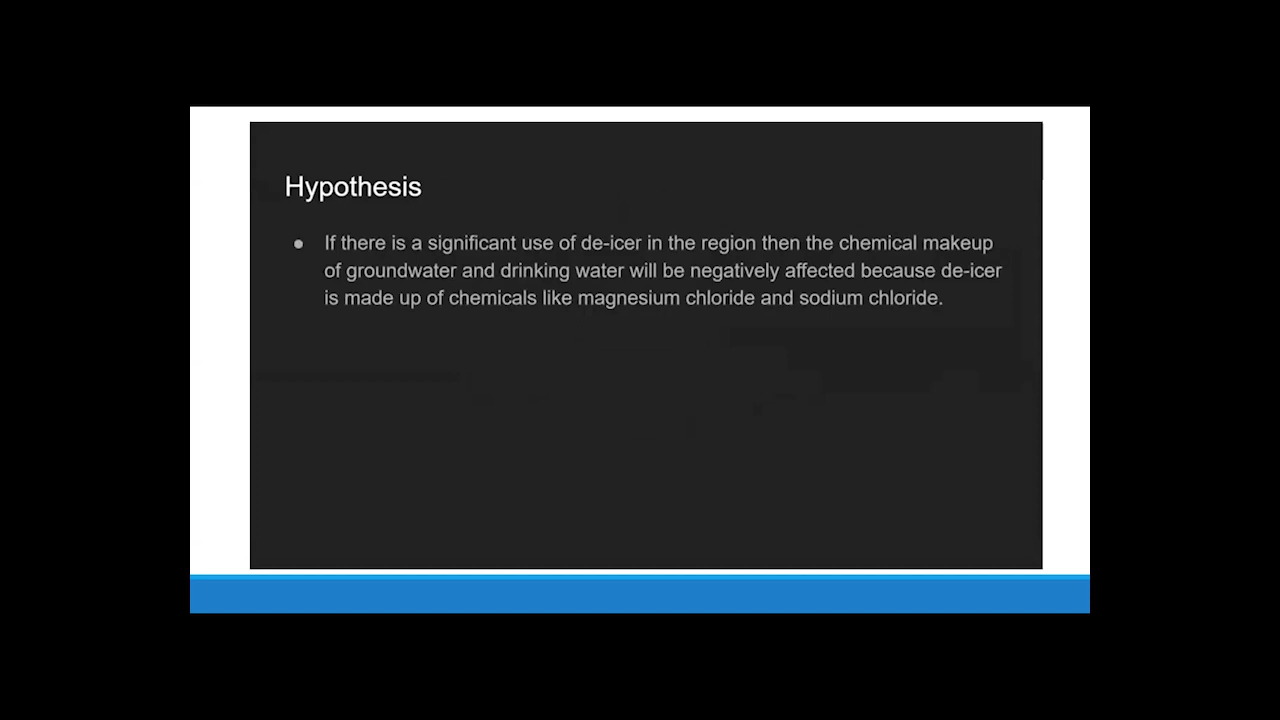 Hypothesis
● If there is a significant use of de-icer in the region then the chemical makeup
of groundwater and drinking water will be negatively affected because de-icer
is made up of chemicals like magnesium chloride and sodium chloride.